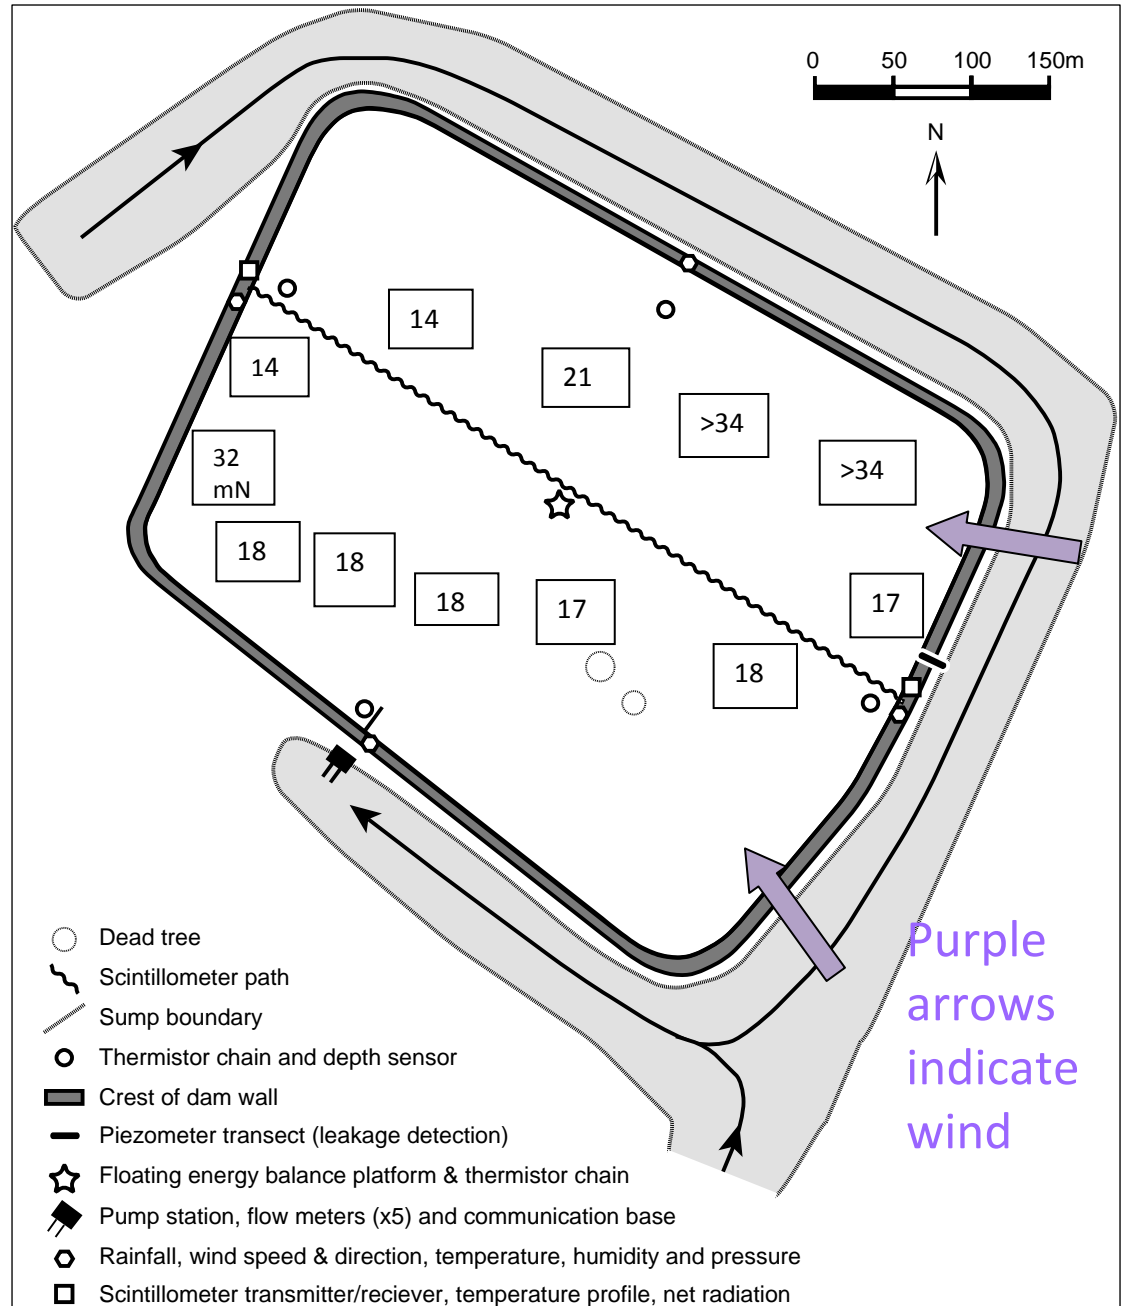 0 50 100 150m
N
14
14
21
>34
>34
32
mN
18
18
18
17
17
18
Purple
arrows
indicate
wind
Dead tree
Scintillometer path
Sump boundary
Thermistor chain and depth sensor
Crest of dam wall
Piezometer transect (leakage detection)
Floating energy balance platform & thermistor chain
Pump station, flow meters (x5) and communication base
Rainfall, wind speed & direction, temperature, humidity and pressure
Scintillometer transmitter/reciever, temperature profile, net radiation